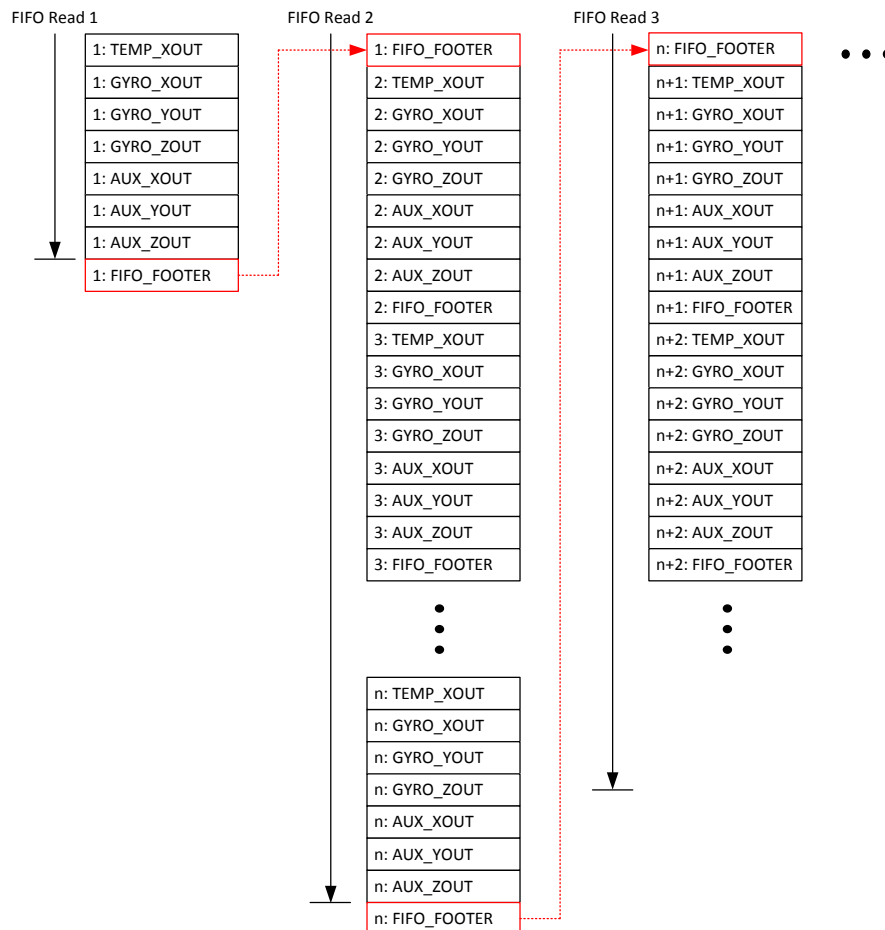 FIFO Read 1
1: TEMP_XOUT
1: GYRO_XOUT
1: GYRO_YOUT
1: GYRO_ZOUT
1: AUX_XOUT
1: AUX_YOUT
1: AUX_ZOUT
1: FIFO_FOOTER
FIFO Read 2
1: FIFO_FOOTER
2: TEMP_XOUT
2: GYRO_XOUT
2: GYRO_YOUT
2: GYRO_ZOUT
2: AUX_XOUT
2: AUX_YOUT
2: AUX_ZOUT
2: FIFO_FOOTER
3: TEMP_XOUT
3: GYRO_XOUT
3: GYRO_YOUT
3: GYRO_ZOUT
3: AUX_XOUT
3: AUX_YOUT
3: AUX_ZOUT
3: FIFO_FOOTER
n: TEMP_XOUT
n: GYRO_XOUT
n: GYRO_YOUT
n: GYRO_ZOUT
n: AUX_XOUT
n: AUX_YOUT
n: AUX_ZOUT
n: FIFO_FOOTER
FIFO Read 3
n: FIFO_FOOTER
n+1: TEMP_XOUT
n+1: GYRO_XOUT
n+1: GYRO_YOUT
n+1: GYRO_ZOUT
n+1: AUX_XOUT
n+1: AUX_YOUT
n+1: AUX_ZOUT
n+1: FIFO_FOOTER
n+2: TEMP_XOUT
n+2: GYRO_XOUT
n+2: GYRO_YOUT
n+2: GYRO_ZOUT
n+2: AUX_XOUT
n+2: AUX_YOUT
n+2: AUX_ZOUT
n+2: FIFO_FOOTER